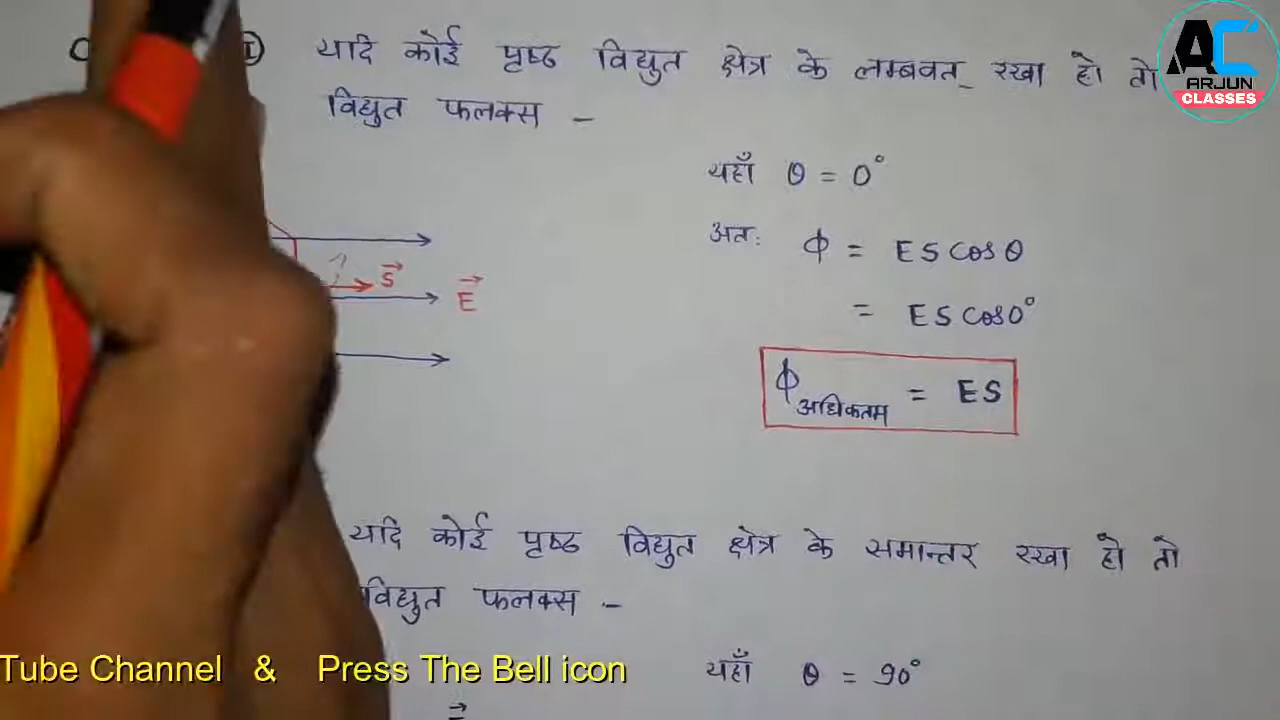 यदि कोई पृष्ठ विद्युत क्षेत्र के लम्बवत् रखा हो तो
विद्युत फलक्स -
AC
ARJUN
CLASSES
यहाँ θ = 0°
अतः ϕ = ES cos θ
= ES cos 0°
ϕ अधिकतम = ES
S⃗
E⃗
यदि कोई पृष्ठ विद्युत क्षेत्र के समान्तर रखा हो तो
विद्युत फलक्स :-
यहाँ θ = 90°
Tube Channel & Press The Bell icon